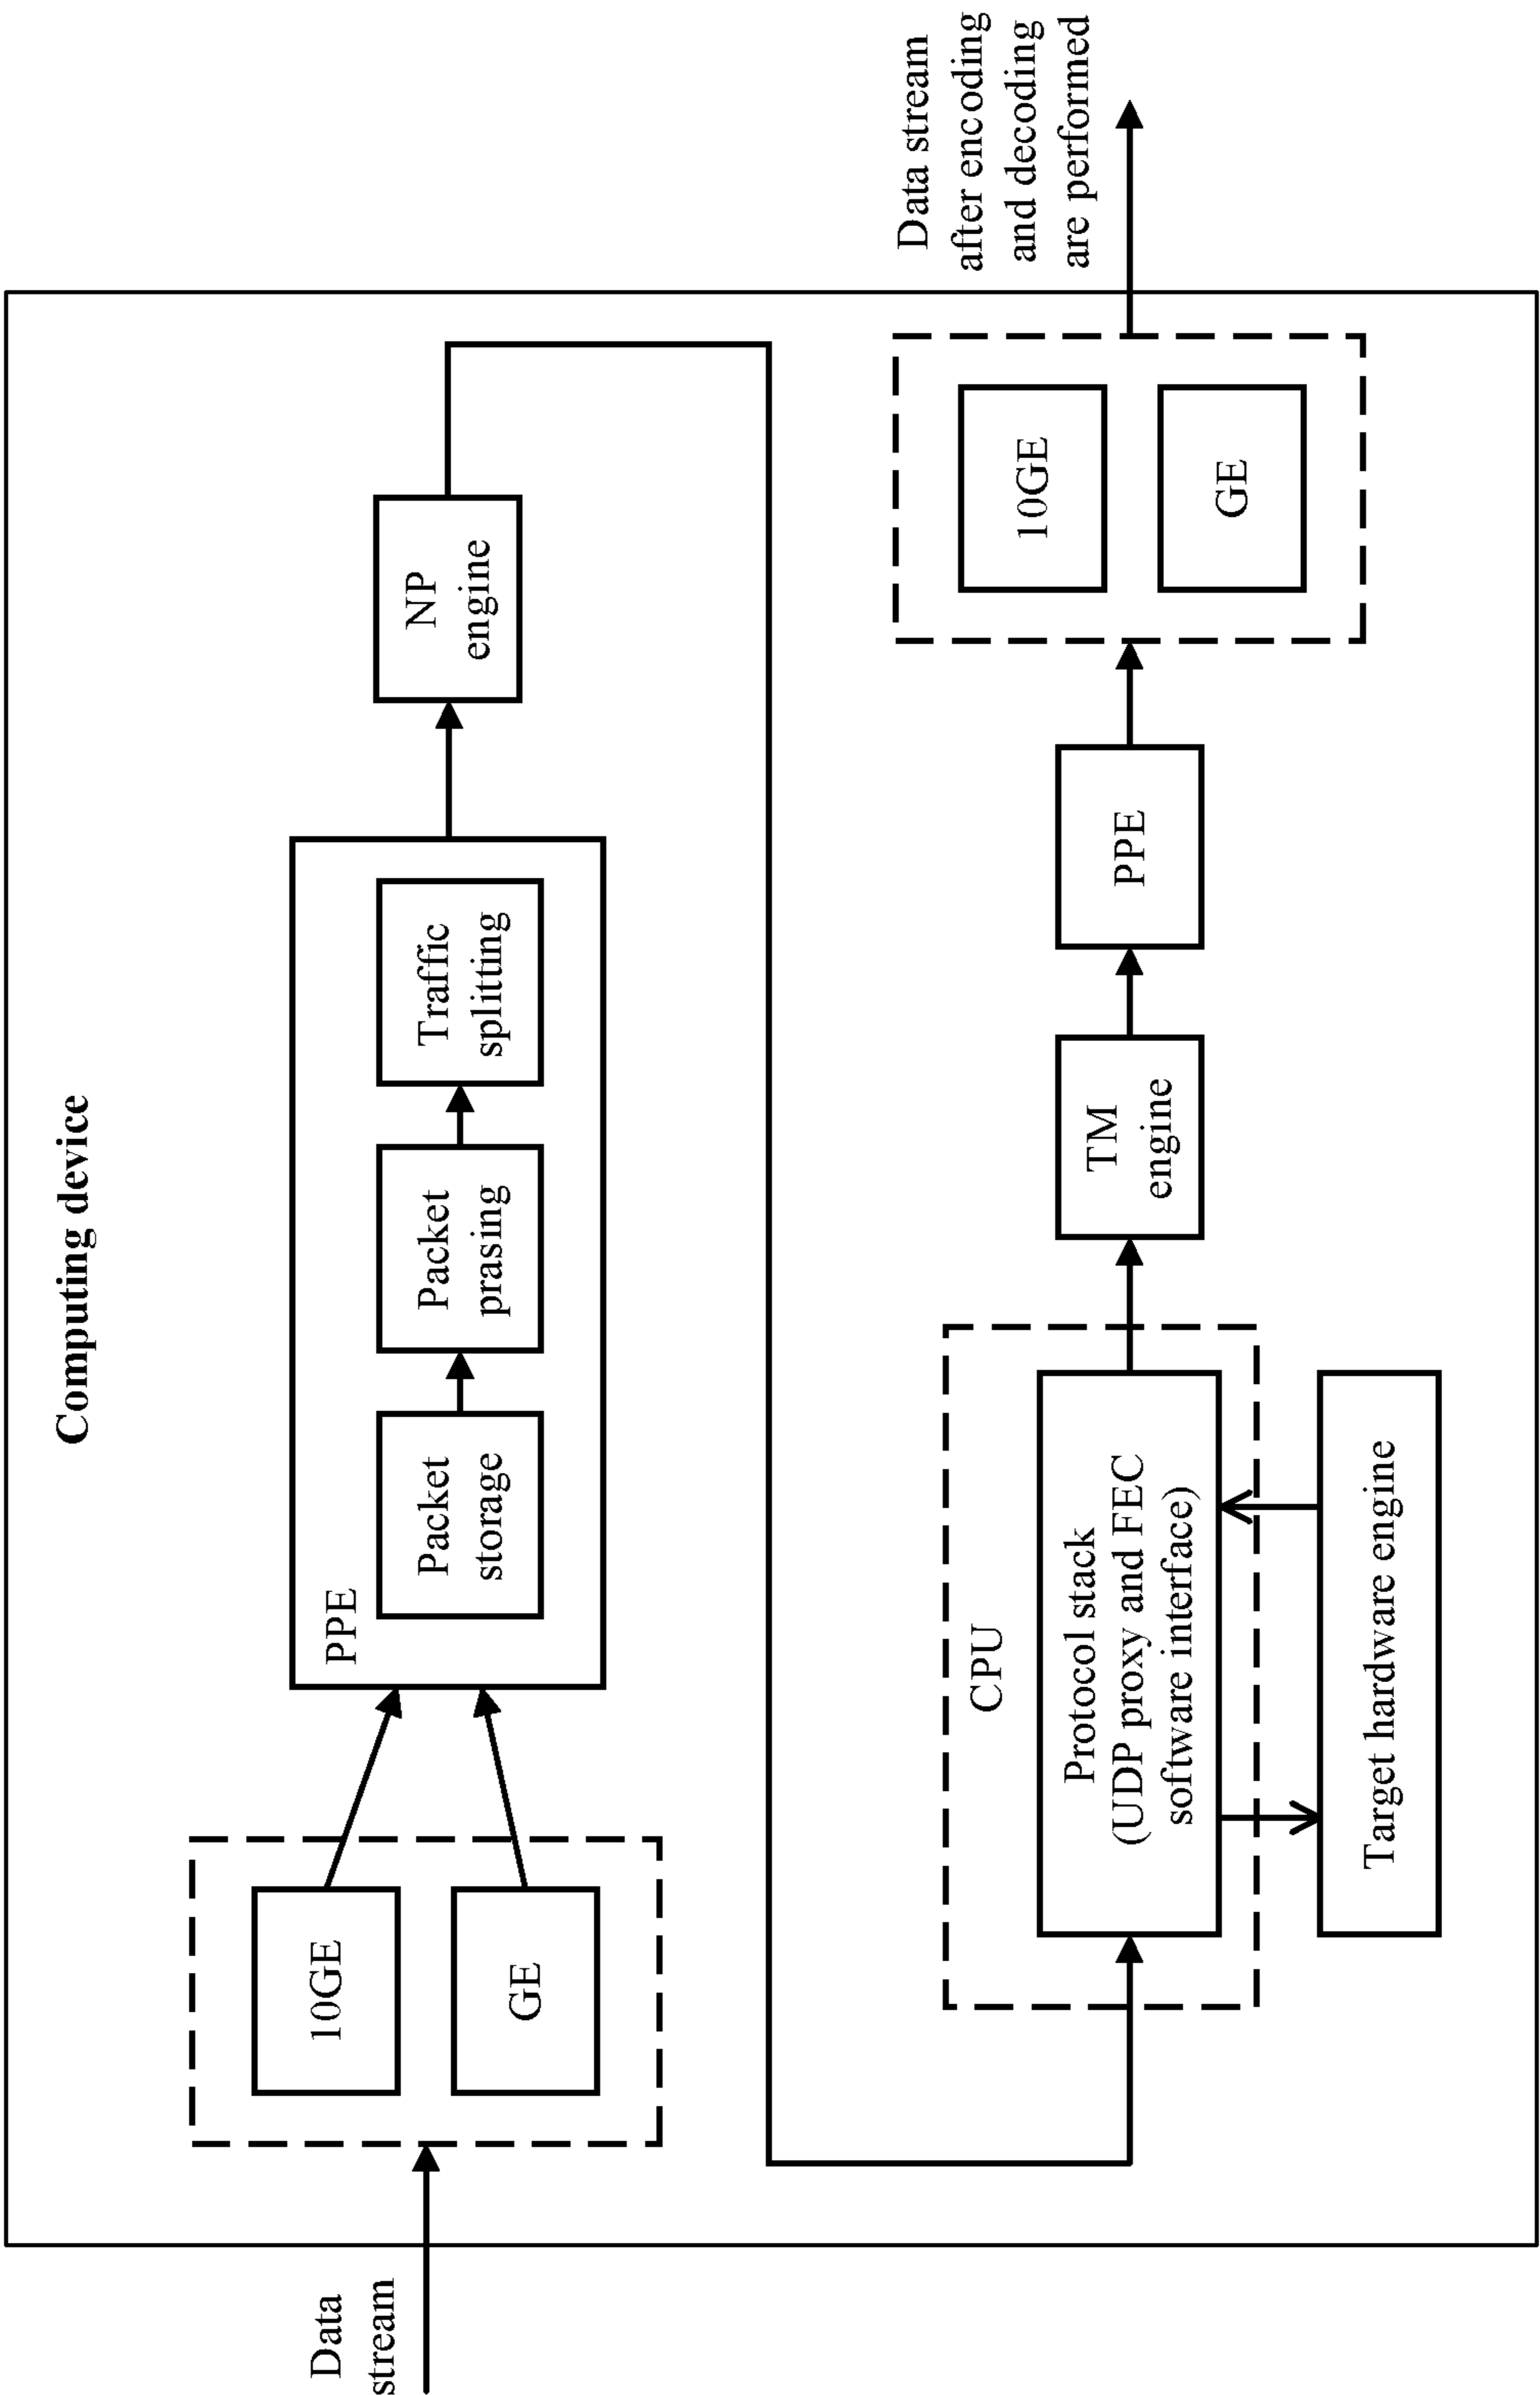 Computing device
Data
stream
10GE
GE
PPE
Packet
storage
Packet
prasing
Traffic
splitting
NP
engine
CPU
Protocol stack
(UDP proxy and FEC
software interface)
Target hardware engine
TM
engine
PPE
10GE
GE
Data stream
after encoding
and decoding
are performed